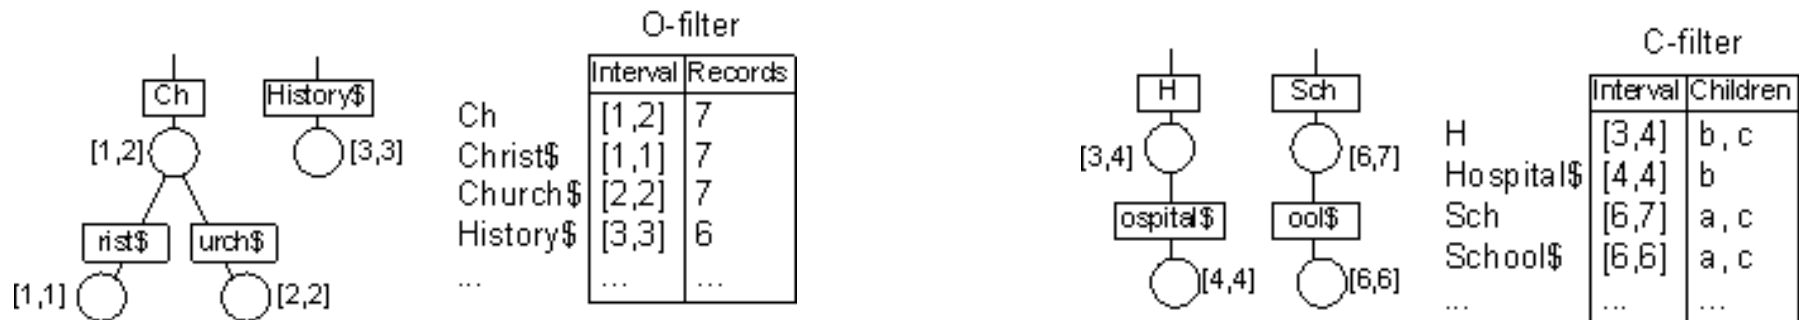 O-filter
Interval Records
Ch [1,2] 7
Christ$ [1,1] 7
Church$ [2,2] 7
History$ [3,3] 6
... ... ...
Ch History$
[1,2] [3,3]
rist$ urch$
[1,1] [2,2]
C-filter
Interval Children
H [3,4] b, c
Hospital$ [4,4] b
Sch [6,7] a, c
School$ [6,6] a, c
... ... ...
H Sch
[3,4] [6,7]
ospital$ ool$
[4,4] [6,6]